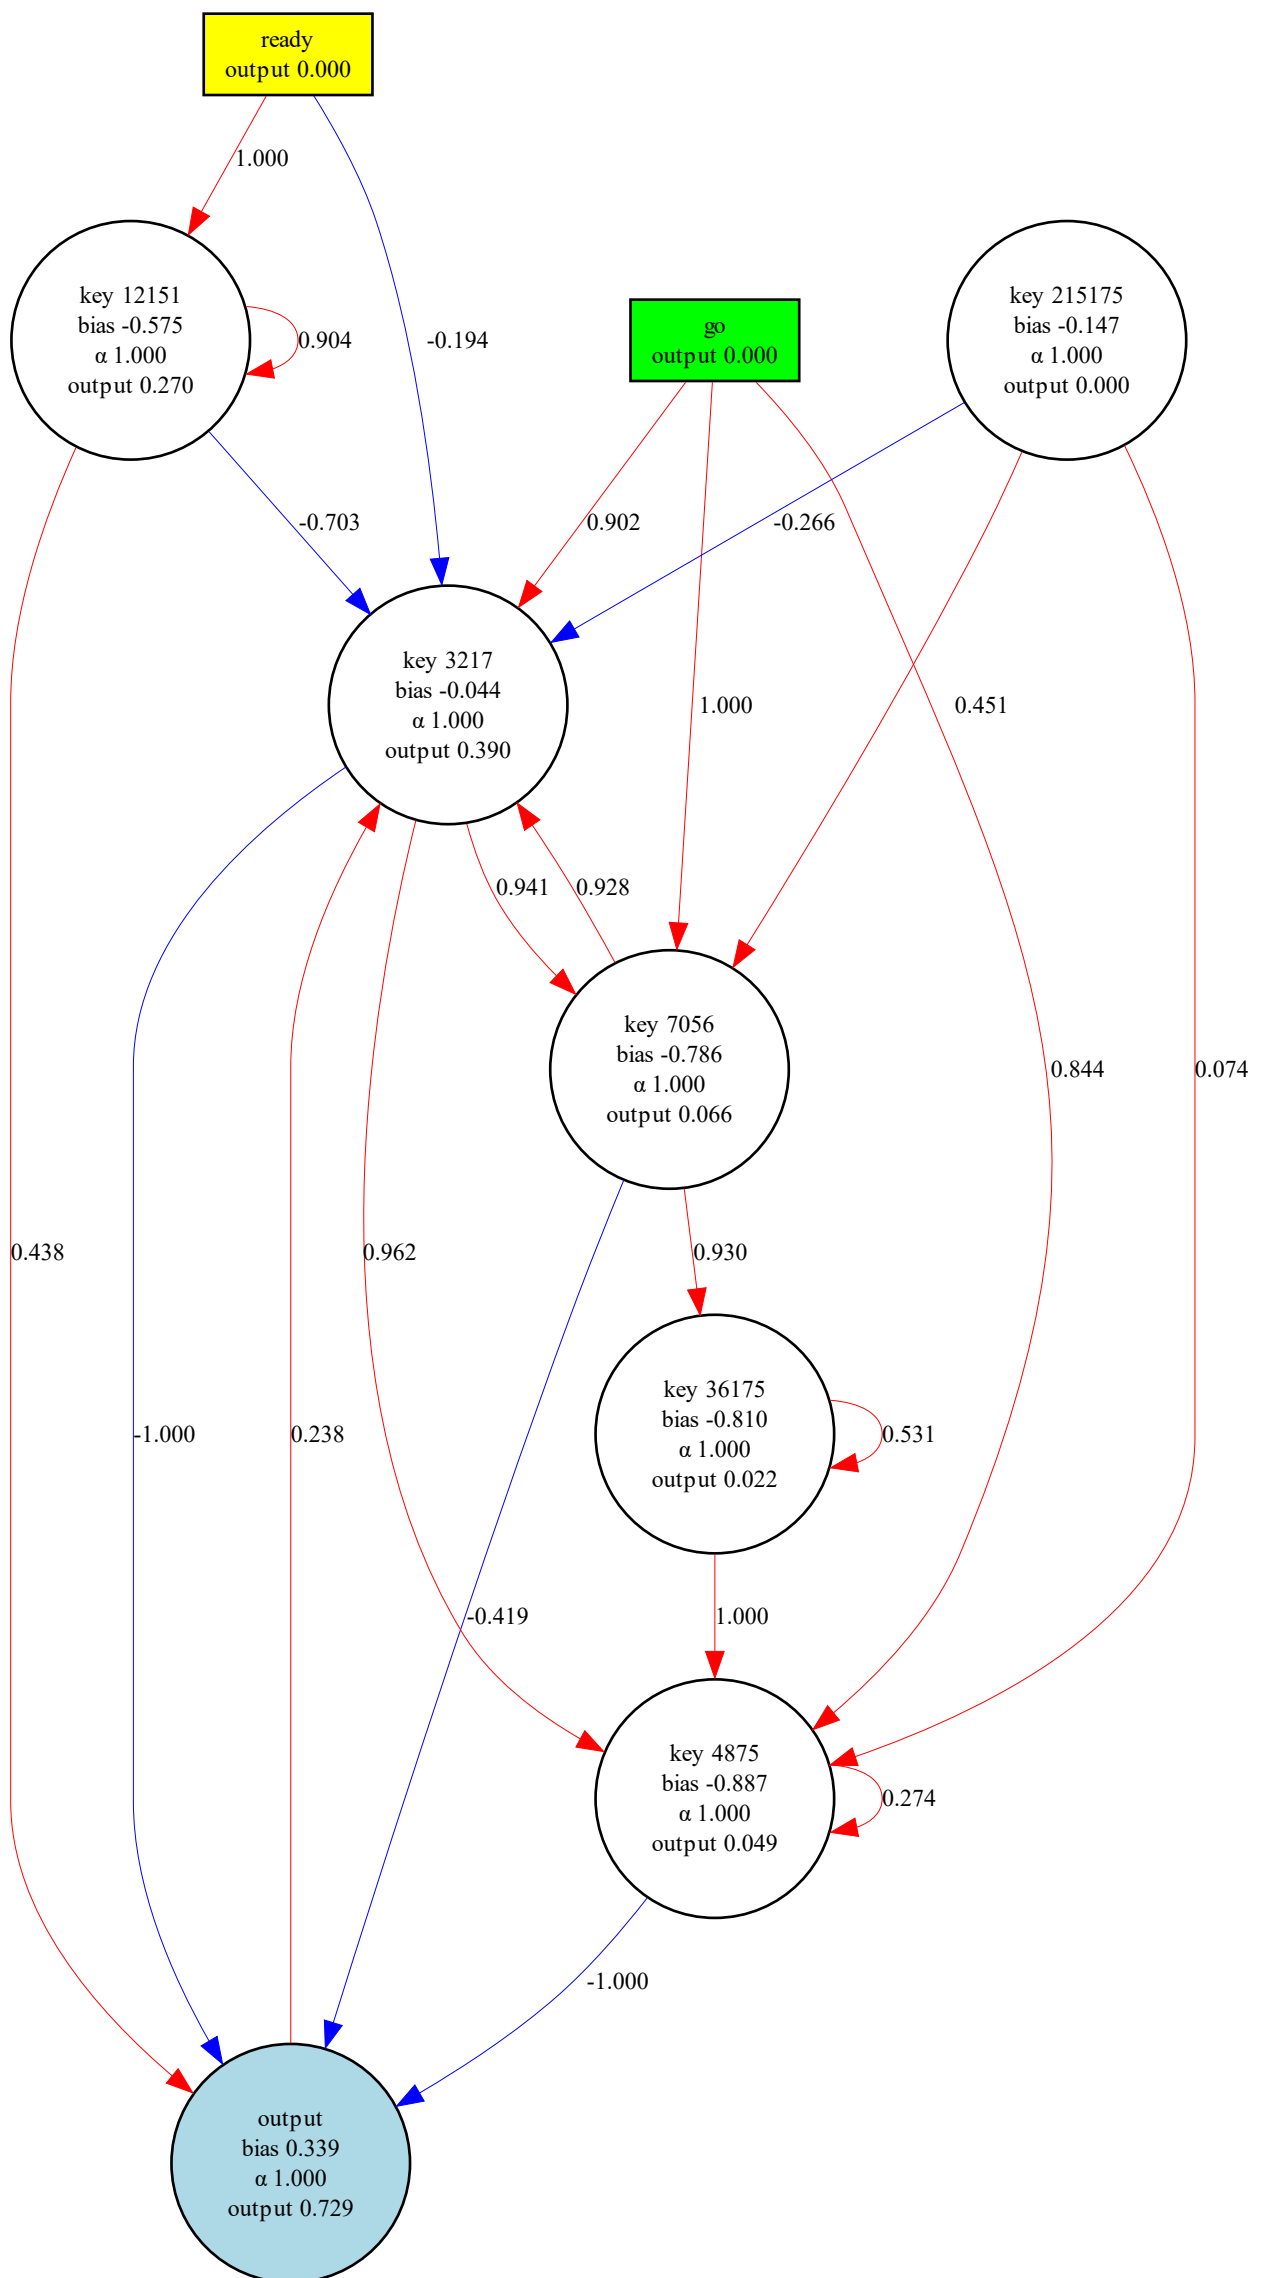 ready
output 0.000
1.000
key 12151
bias -0.575
α 1.000
output 0.270
0.904
-0.194
go
output 0.000
key 215175
bias -0.147
α 1.000
output 0.000
-0.703
0.902
-0.266
key 3217
bias -0.044
α 1.000
output 0.390
1.000
0.451
0.941
0.928
key 7056
bias -0.786
α 1.000
output 0.066
0.844
0.074
0.438
0.962
0.930
key 36175
bias -0.810
α 1.000
output 0.022
0.531
-1.000
0.238
-0.419
1.000
key 4875
bias -0.887
α 1.000
output 0.049
0.274
-1.000
output
bias 0.339
α 1.000
output 0.729